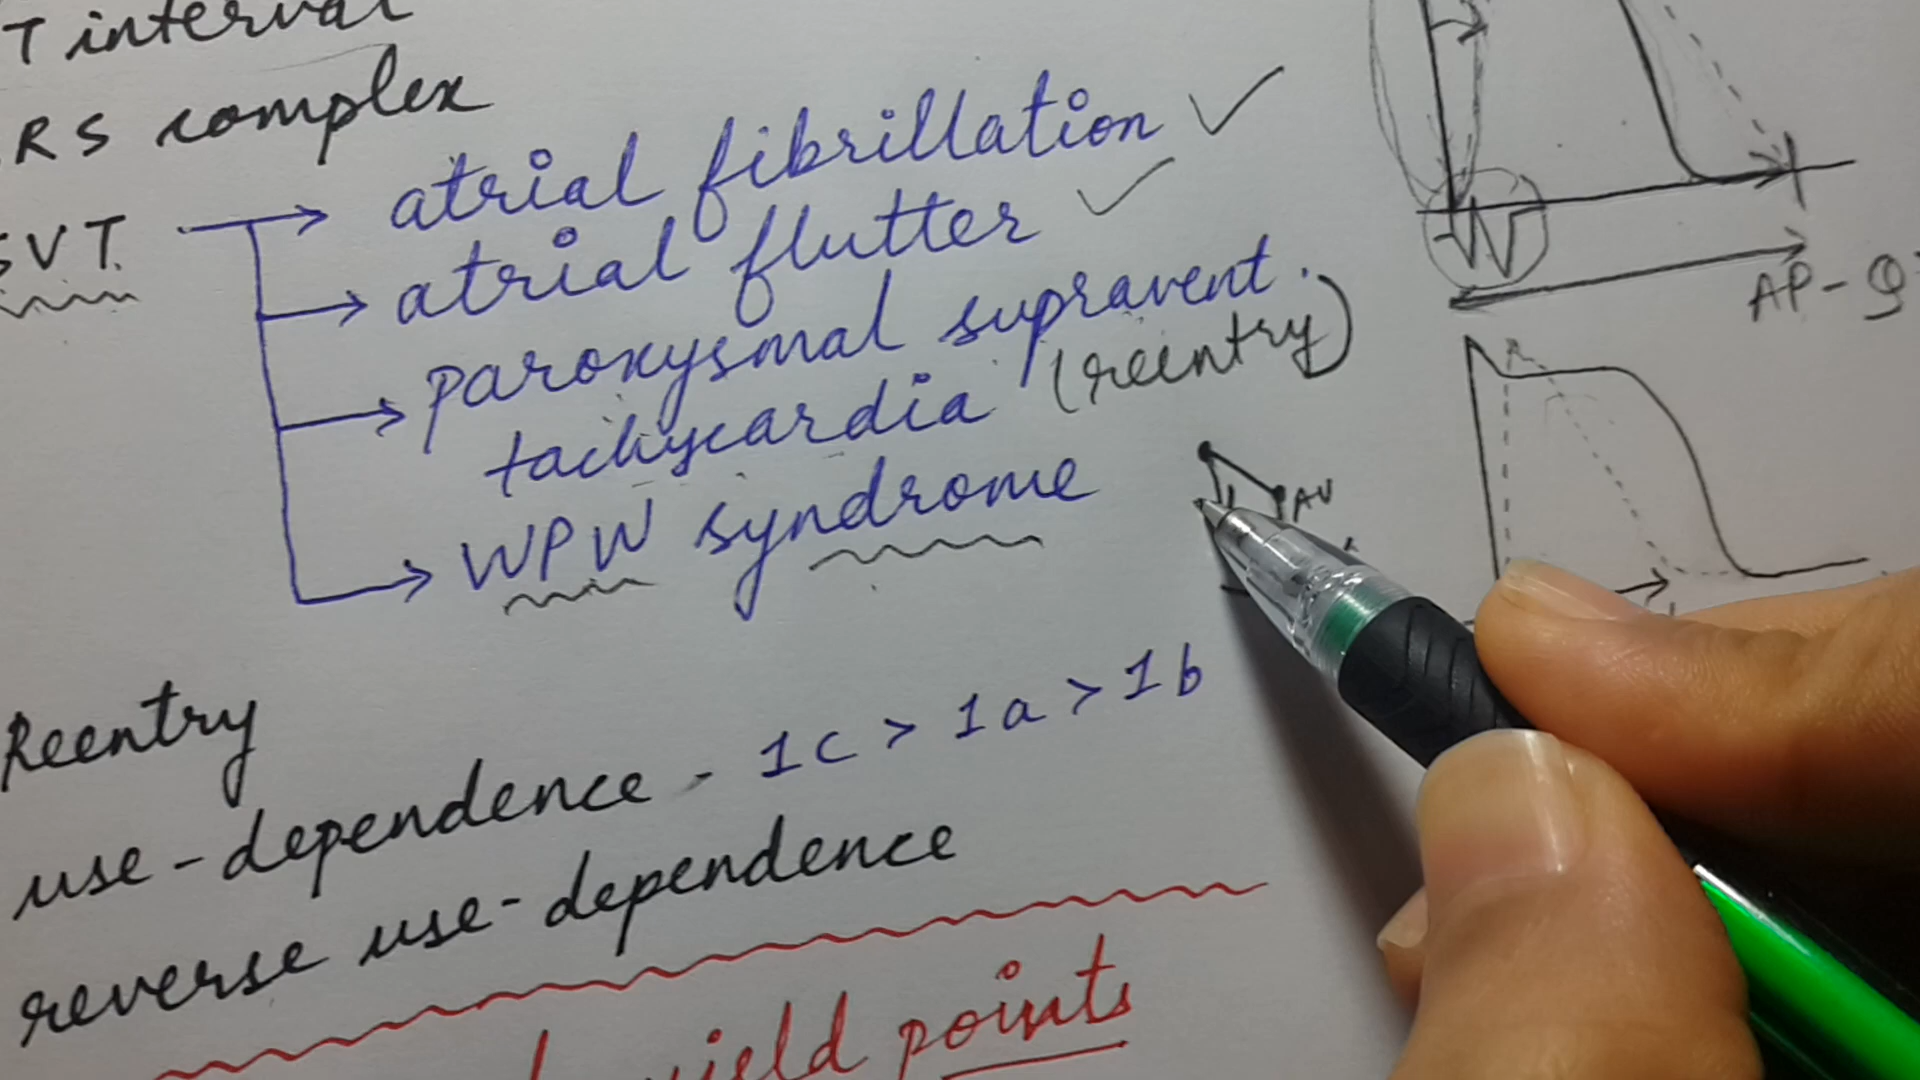 T interval
RS complex
SVT → atrial fibrillation ✓
→ atrial flutter ✓
→ paroxysmal supravent.
tachycardia (reentry)
→ WPW syndrome
AV
AP -
Reentry
use-dependence - 1c > 1a > 1b
reverse use-dependence
yield points